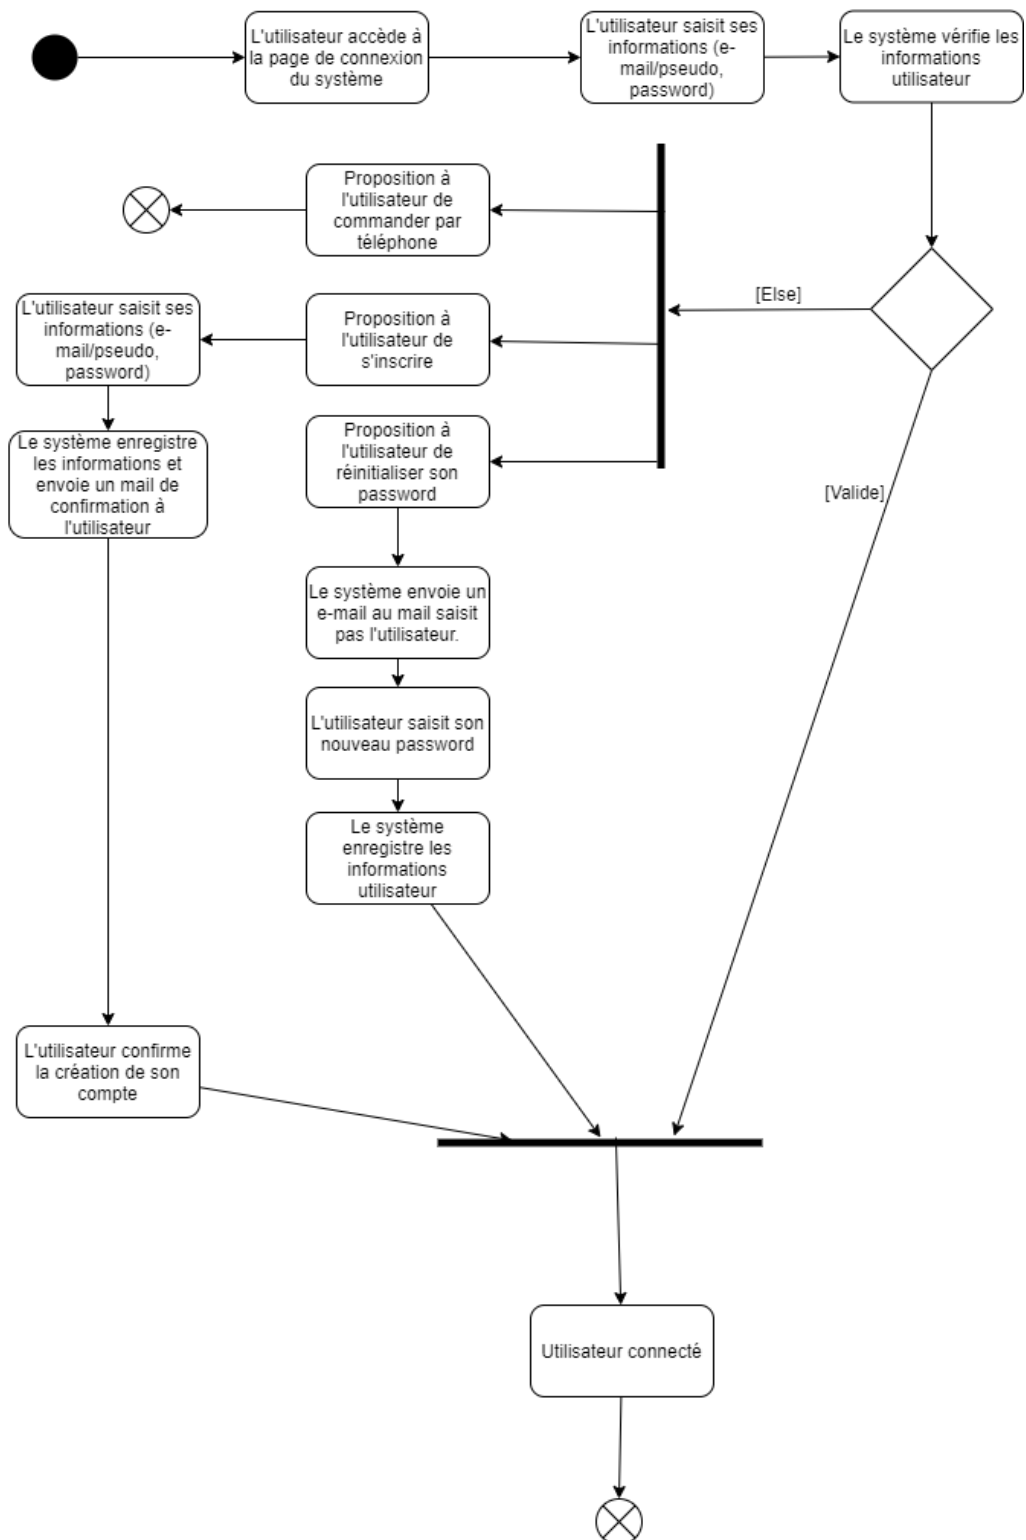 L'utilisateur accède à
la page de connexion
du système
L'utilisateur saisit ses
informations (e-
mail/pseudo,
password)
Le système vérifie les
informations
utilisateur
Proposition à
l'utilisateur de
commander par
téléphone
[Else]
L'utilisateur saisit ses
informations (e-
mail/pseudo,
password)
Proposition à
l'utilisateur de
s'inscrire
Le système enregistre
les informations et
envoie un mail de
confirmation à
l'utilisateur
Proposition à
l'utilisateur de
réinitialiser son
password
[Valide]
Le système envoie un
e-mail au mail saisit
pas l'utilisateur.
L'utilisateur saisit son
nouveau password
Le système
enregistre les
informations
utilisateur
L'utilisateur confirme
la création de son
compte
Utilisateur connecté